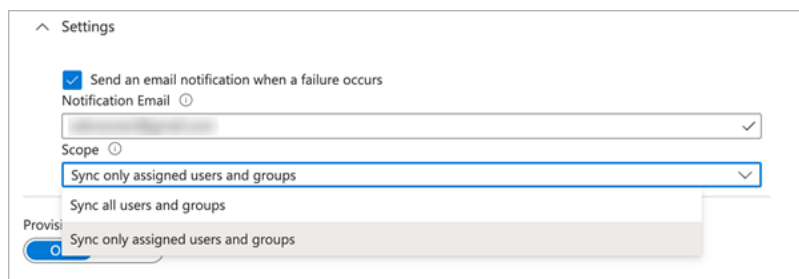 Settings
Send an email notification when a failure occurs
Notification Email
Scope
Sync only assigned users and groups
Sync all users and groups
Sync only assigned users and groups